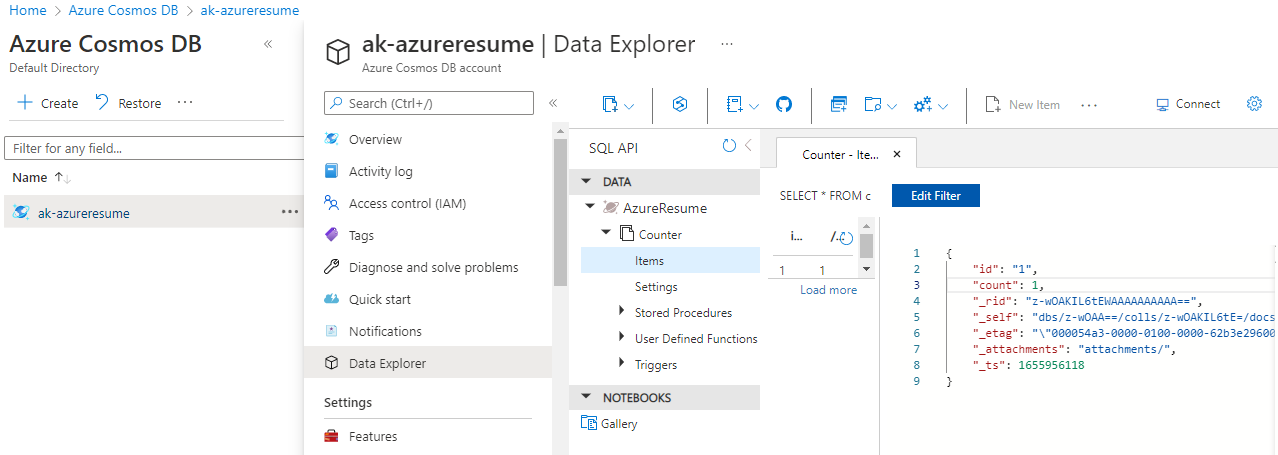 Home > Azure Cosmos DB > ak-azureresume
Azure Cosmos DB «
Default Directory
+ Create Restore ···
Filter for any field...
Name ↑↓
ak-azureresume ···
ak-azureresume | Data Explorer ···
Azure Cosmos DB account
Search (Ctrl+/) «
Overview
Activity log
Access control (IAM)
Tags
Diagnose and solve problems
Quick start
Notifications
Data Explorer
Settings
Features
New Item ··· Connect
SQL API
DATA
AzureResume
Counter
Items
Settings
Stored Procedures
User Defined Functions
Triggers
NOTEBOOKS
Gallery
Counter - Ite... ×
SELECT * FROM c Edit Filter
i... /...
1 1
Load more
1 {
2 "id": "1",
3 "count": 1,
4 "_rid": "z-wOAKIL6tEWAAAAAAAAAA==",
5 "_self": "dbs/z-wOAA==/colls/z-wOAKIL6tE=/docs
6 "_etag": "\"000054a3-0000-0100-0000-62b3e29600
7 "_attachments": "attachments/",
8 "_ts": 1655956118
9 }